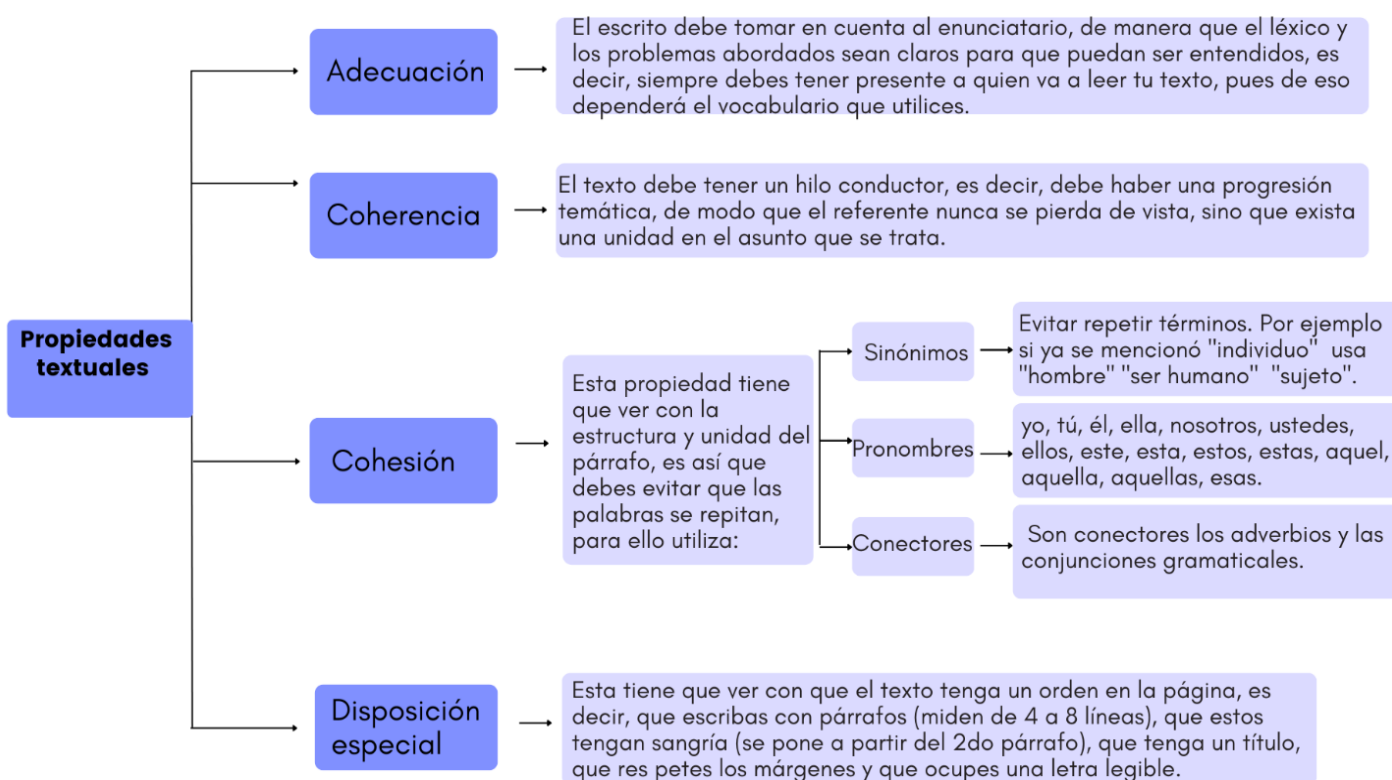 Propiedades
textuales
Adecuación
El escrito debe tomar en cuenta al enunciatario, de manera que el léxico y
los problemas abordados sean claros para que puedan ser entendidos, es
decir, siempre debes tener presente a quien va a leer tu texto, pues de eso
dependerá el vocabulario que utilices.
Coherencia
El texto debe tener un hilo conductor, es decir, debe haber una progresión
temática, de modo que el referente nunca se pierda de vista, sino que exista
una unidad en el asunto que se trata.
Cohesión
Esta propiedad tiene
que ver con la
estructura y unidad del
párrafo, es así que
debes evitar que las
palabras se repitan,
para ello utiliza:
Sinónimos
Evitar repetir términos. Por ejemplo
si ya se mencionó "individuo"  usa
"hombre" "ser humano"  "sujeto".
Pronombres
yo, tú, él, ella, nosotros, ustedes,
ellos, este, esta, estos, estas, aquel,
aquella, aquellas, esas.
Conectores
Son conectores los adverbios y las
conjunciones gramaticales.
Disposición
especial
Esta tiene que ver con que el texto tenga un orden en la página, es
decir, que escribas con párrafos (miden de 4 a 8 líneas), que estos
tengan sangría (se pone a partir del 2do párrafo), que tenga un título,
que res petes los márgenes y que ocupes una letra legible.